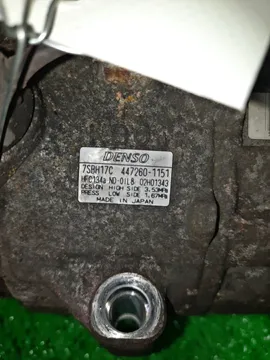 DENSO
7SBH17C 447260-1151
HFC134a ND-OIL8 02H01343
DESIGN HIGH SIDE 3.53MPa
PRESS LOW SIDE 1.67MPa
MADE IN JAPAN